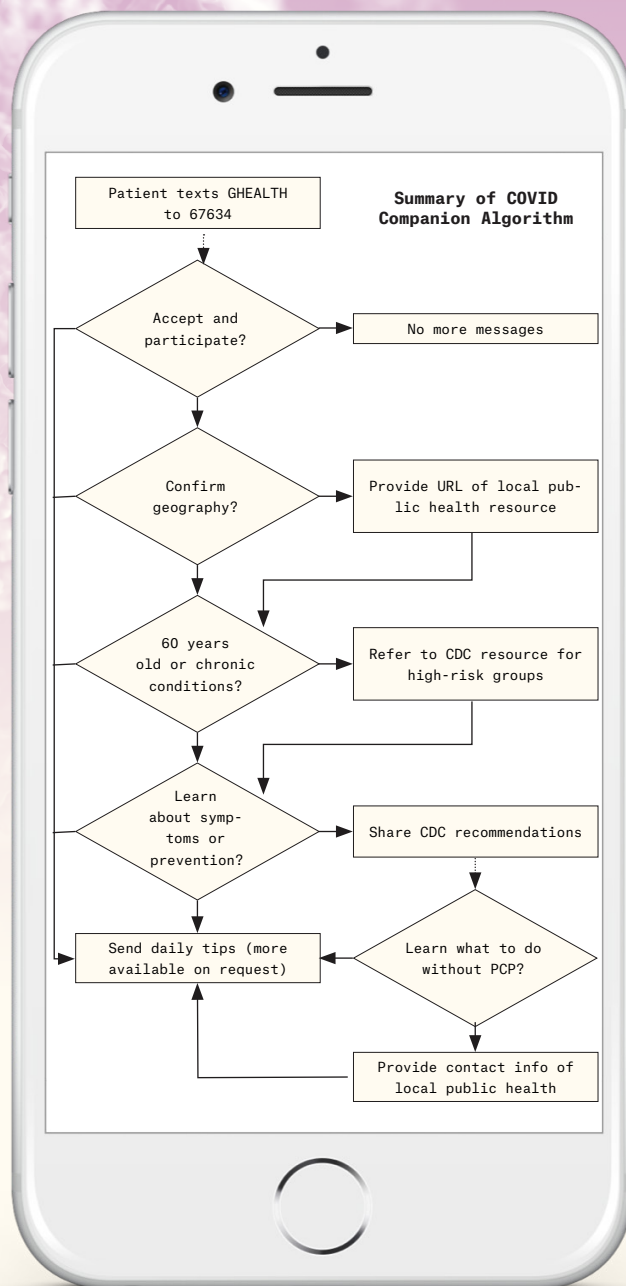 Patient texts GHEALTH
to 67634
Summary of COVID
Companion Algorithm
Accept and
participate?
No more messages
Confirm
geography?
Provide URL of local pub-
lic health resource
60 years
old or chronic
conditions?
Refer to CDC resource for
high-risk groups
Learn
about symp-
toms or
prevention?
Share CDC recommendations
Send daily tips (more
available on request)
Learn what to do
without PCP?
Provide contact info of
local public health